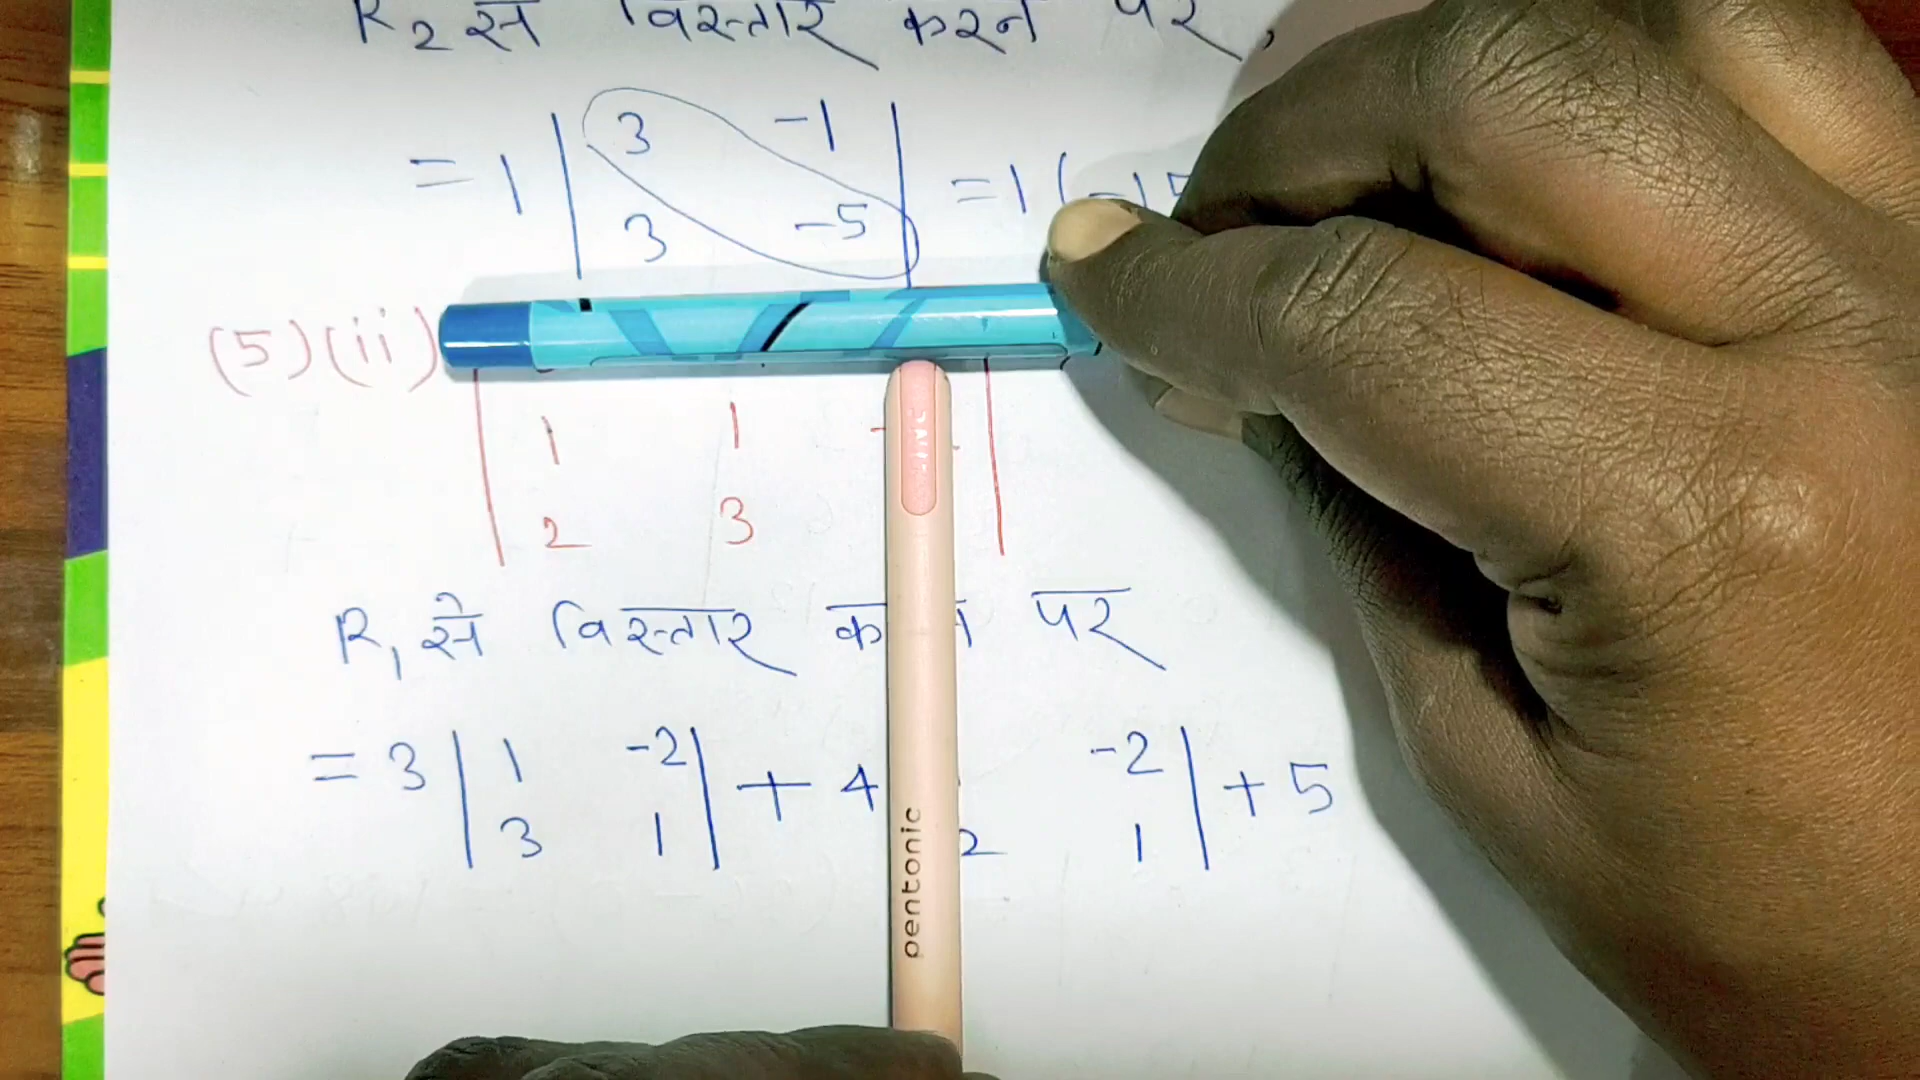 R2 से विस्तार करने पर,
= 1 | 3 -1 | = 1 (-15
| 3 -5 |
(5) (ii)
| 1 1 |
| 2 3 |
R1 से विस्तार पर
= 3 | 1 -2 | + 4 -2 | + 5
| 3 1 | 2 1 |
pentonic